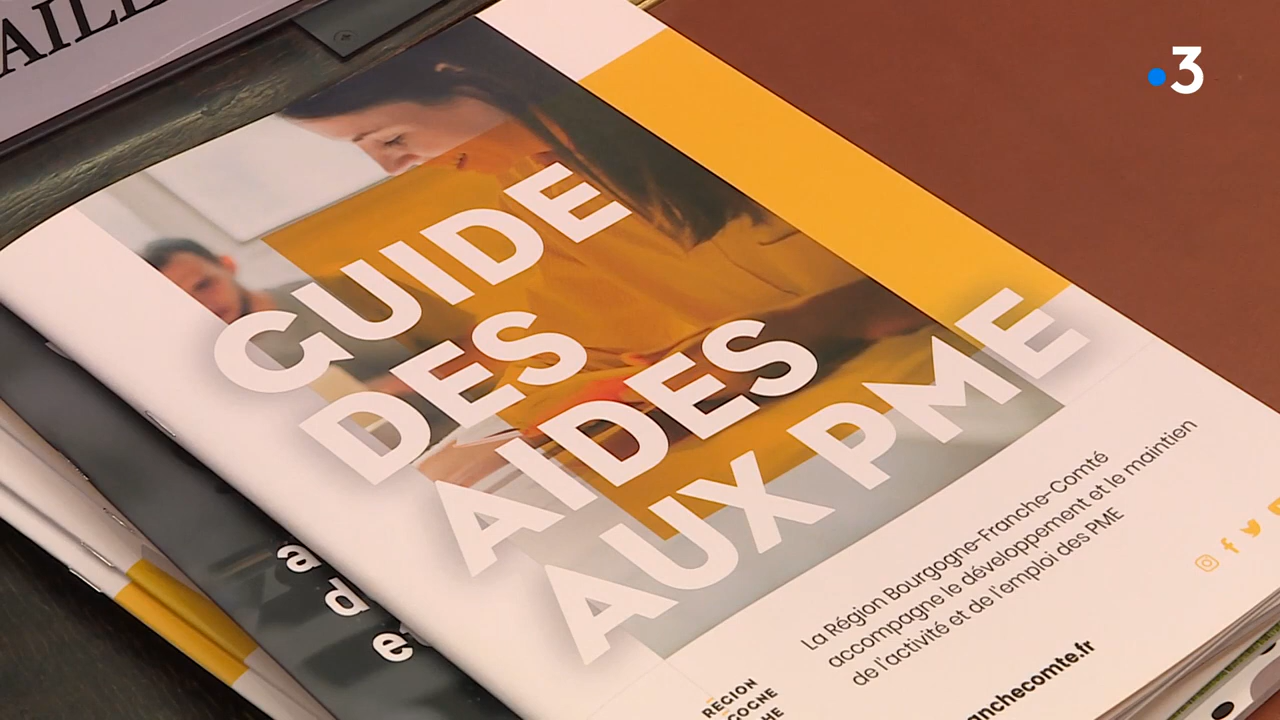 3
GUIDE
DES
AIDES
AUX PME
La Région Bourgogne-Franche-Comté
accompagne le développement et le maintien
de l'activité et de l'emploi des PME
RÉGION